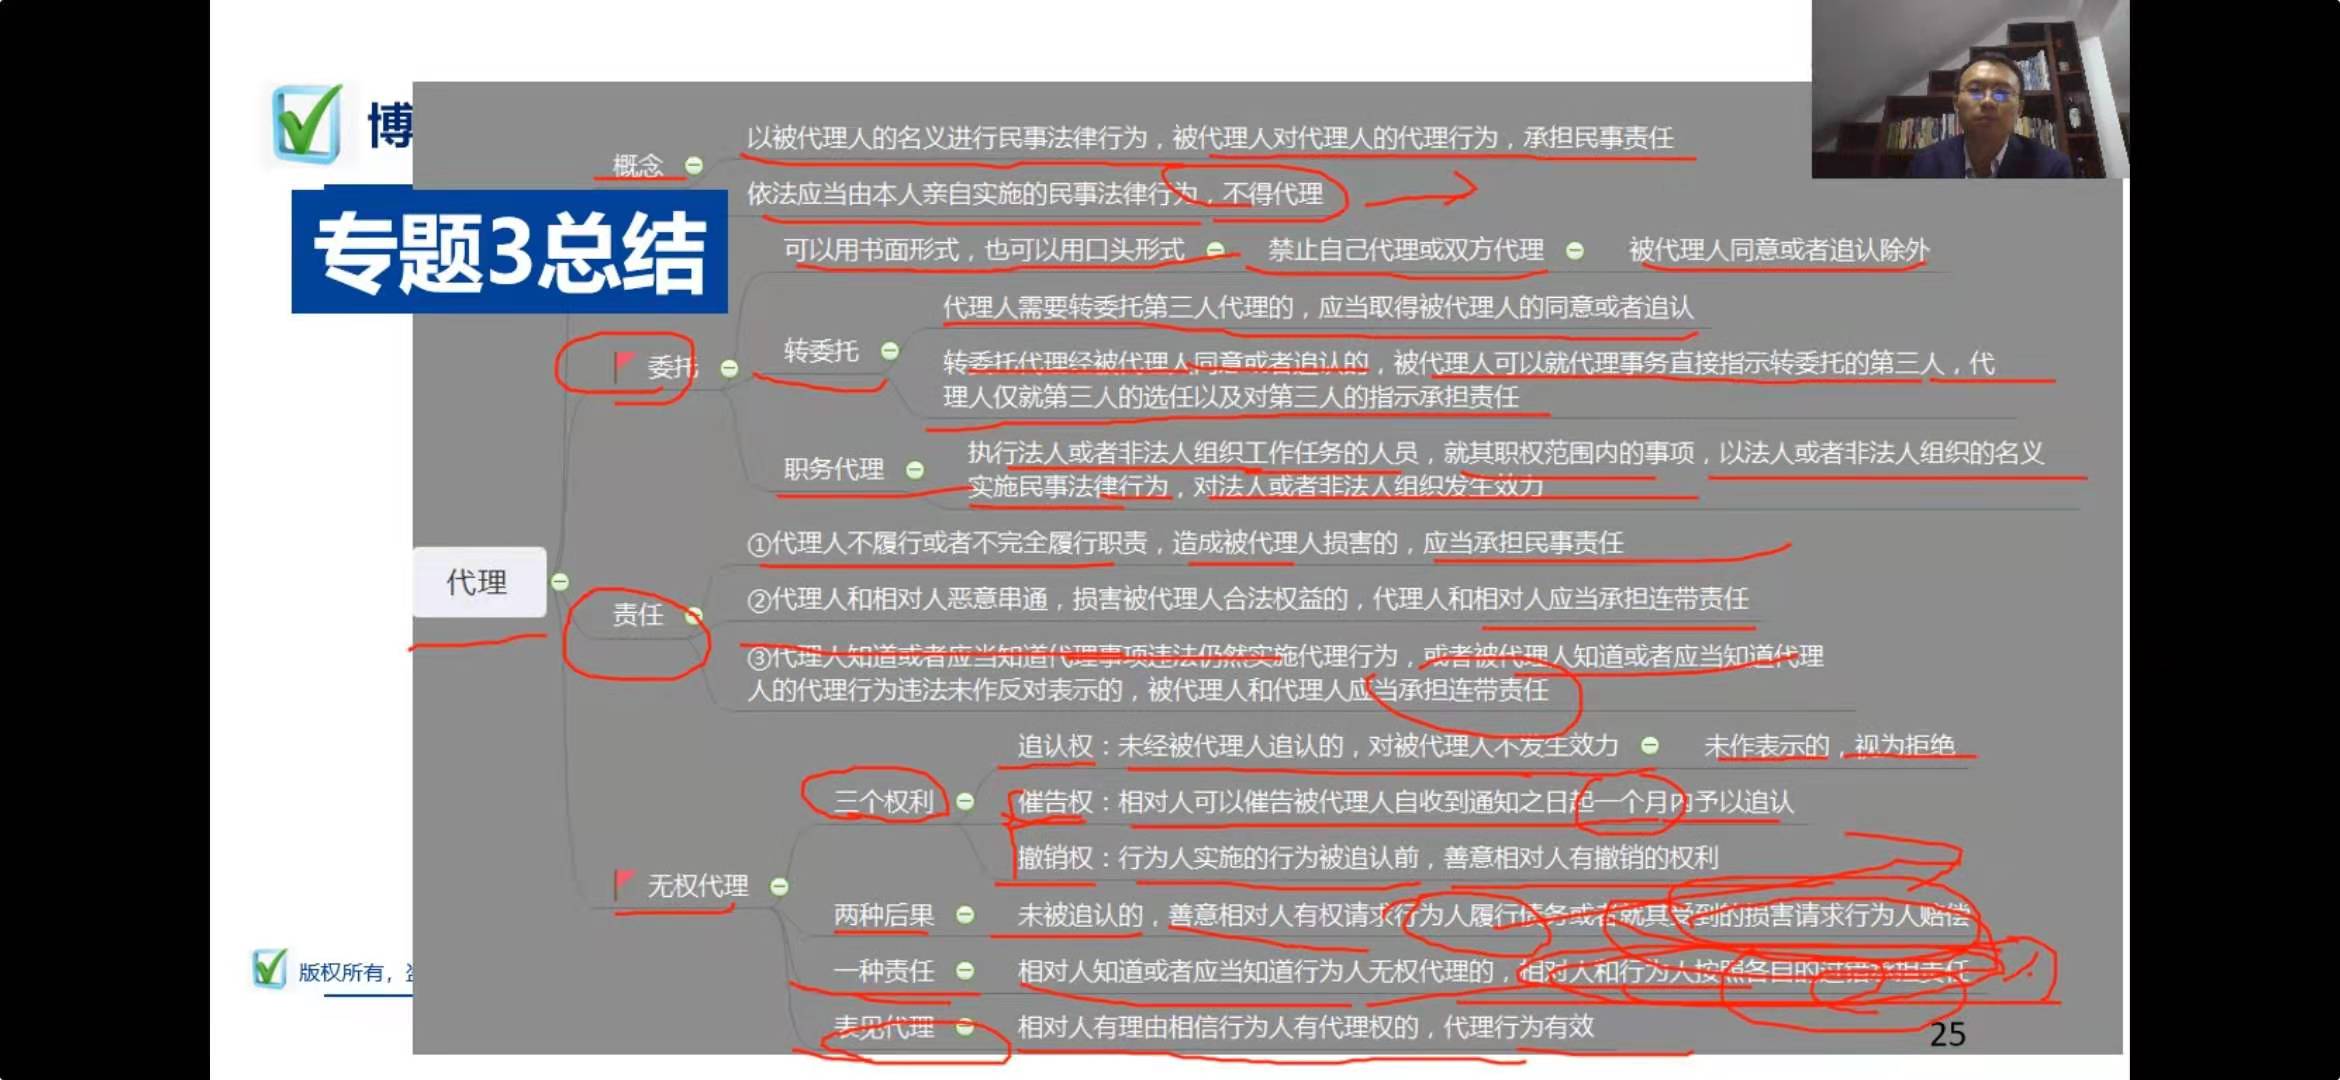 博
专题3总结
代理
概念
以被代理人的名义进行民事法律行为，被代理人对代理人的代理行为，承担民事责任
依法应当由本人亲自实施的民事法律行为，不得代理
委托
可以用书面形式，也可以用口头形式
禁止自己代理或双方代理
被代理人同意或者追认除外
转委托
代理人需要转委托第三人代理的，应当取得被代理人的同意或者追认
转委托代理经被代理人同意或者追认的，被代理人可以就代理事务直接指示转委托的第三人，代
理人仅就第三人的选任以及对第三人的指示承担责任
职务代理
执行法人或者非法人组织工作任务的人员，就其职权范围内的事项，以法人或者非法人组织的名义
实施民事法律行为，对法人或者非法人组织发生效力
责任
①代理人不履行或者不完全履行职责，造成被代理人损害的，应当承担民事责任
②代理人和相对人恶意串通，损害被代理人合法权益的，代理人和相对人应当承担连带责任
③代理人知道或者应当知道代理事项违法仍然实施代理行为，或者被代理人知道或者应当知道代理
人的代理行为违法未作反对表示的，被代理人和代理人应当承担连带责任
无权代理
三个权利
追认权：未经被代理人追认的，对被代理人不发生效力
未作表示的，视为拒绝
催告权：相对人可以催告被代理人自收到通知之日起一个月内予以追认
撤销权：行为人实施的行为被追认前，善意相对人有撤销的权利
两种后果
未被追认的，善意相对人有权请求行为人履行债务或者就其受到的损害请求行为人赔偿
一种责任
相对人知道或者应当知道行为人无权代理的，相对人和行为人按照各自的过错承担责任
表见代理
相对人有理由相信行为人有代理权的，代理行为有效
版权所有，
25